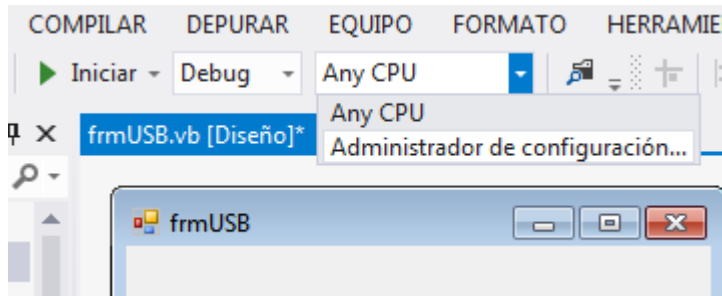 COMPILAR DEPURAR EQUIPO FORMATO
Iniciar Debug Any CPU
Any CPU
frmUSB.vb [Diseño]*
Administrador de configuración...
frmUSB